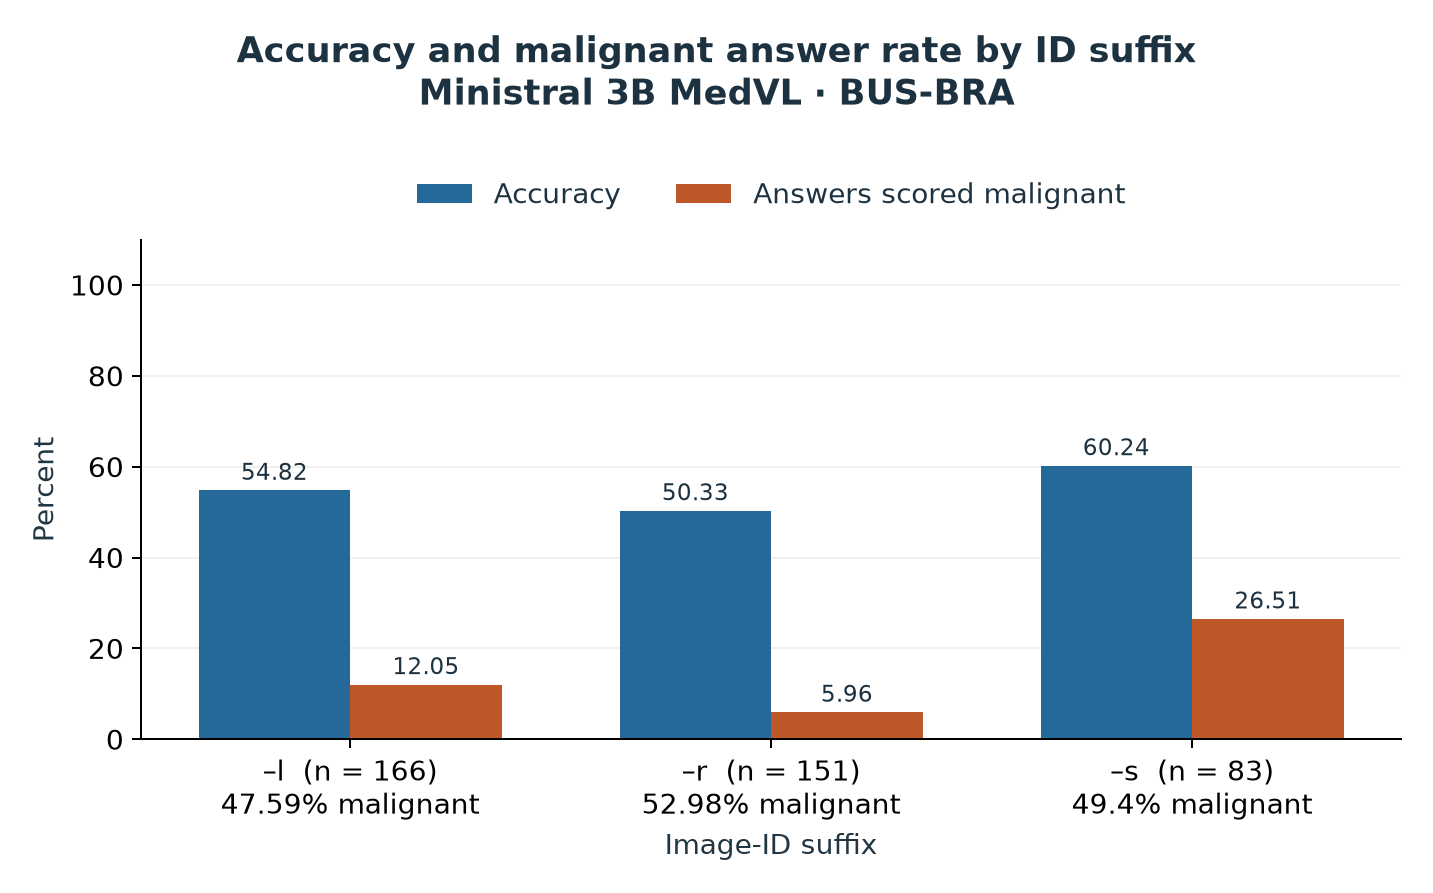 Accuracy and malignant answer rate by ID suffix
Ministral 3B MedVL · BUS-BRA
Accuracy
Answers scored malignant
Percent
100
80
60
40
20
0
54.82
12.05
50.33
5.96
60.24
26.51
–l (n = 166)
47.59% malignant
–r (n = 151)
52.98% malignant
–s (n = 83)
49.4% malignant
Image-ID suffix